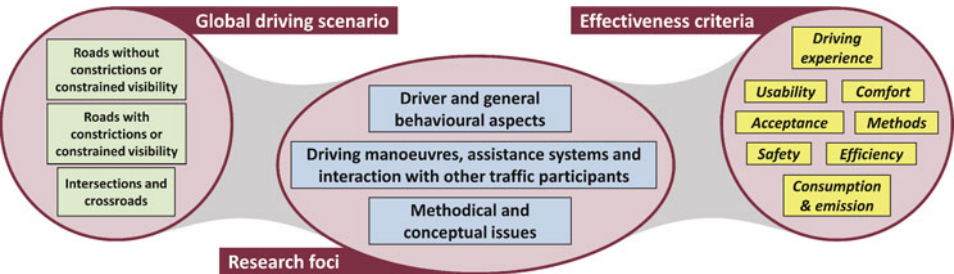 Global driving scenario
Roads without
constrictions or
constrained visibility
Roads with
constrictions or
constrained visibility
Intersections and
crossroads
Driver and general
behavioural aspects
Driving manoeuvres, assistance systems and
interaction with other traffic participants
Methodical and
conceptual issues
Research foci
Effectiveness criteria
Driving
experience
Usability
Comfort
Acceptance
Methods
Safety
Efficiency
Consumption
& emission